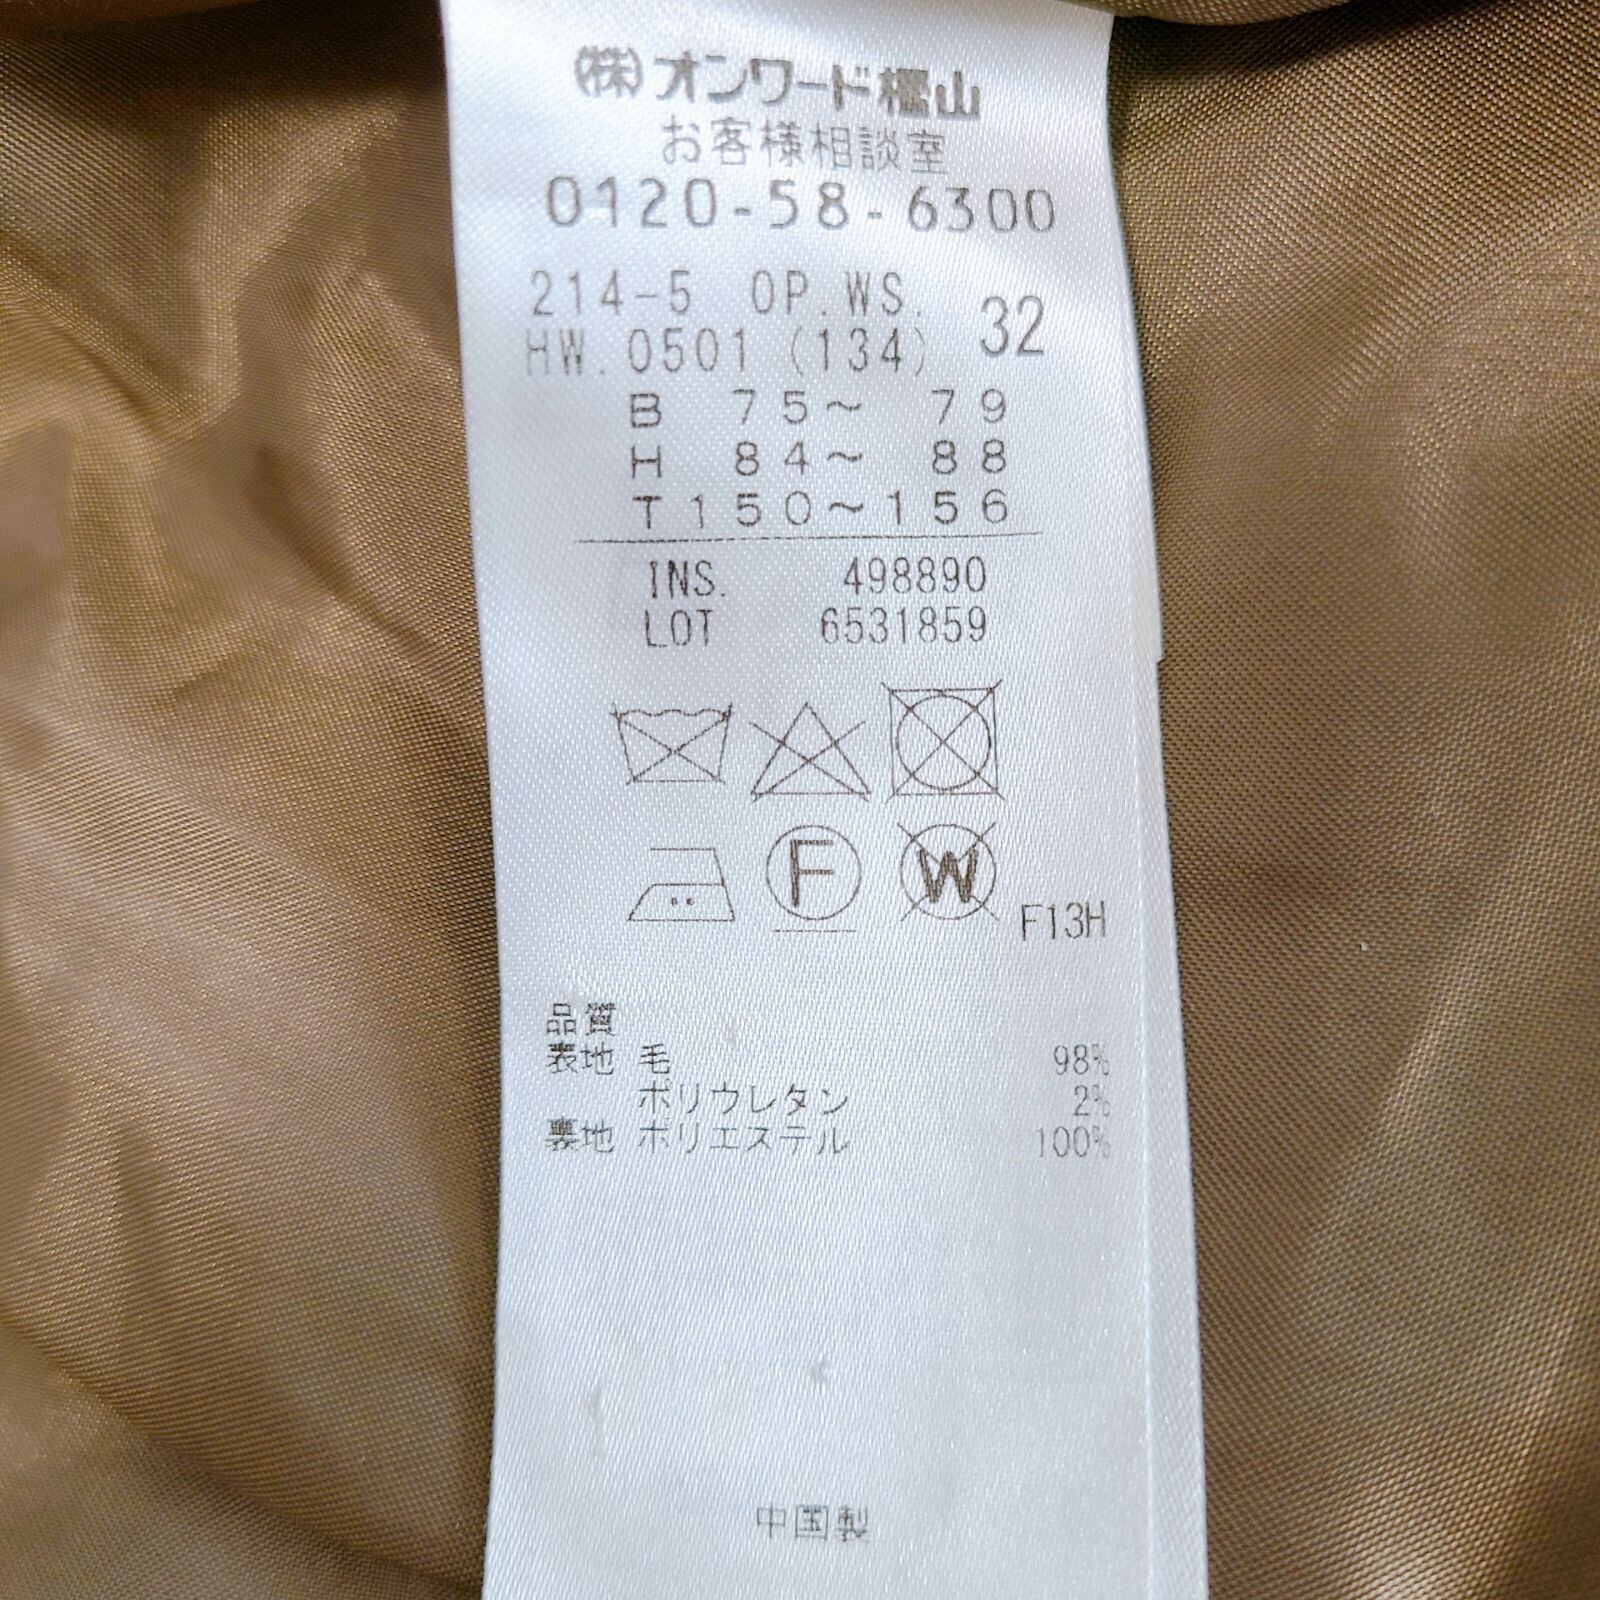 (株)オンワード樫山
お客様相談室
0120-58-6300
214-5 OP.WS. 32
HW.0501(134)
B 75~ 79
H 84~ 88
T150~156
INS. 498890
LOT 6531859
F W F13H
品質
表地 毛 98%
ポリウレタン 2%
裏地 ポリエステル 100%
中国製